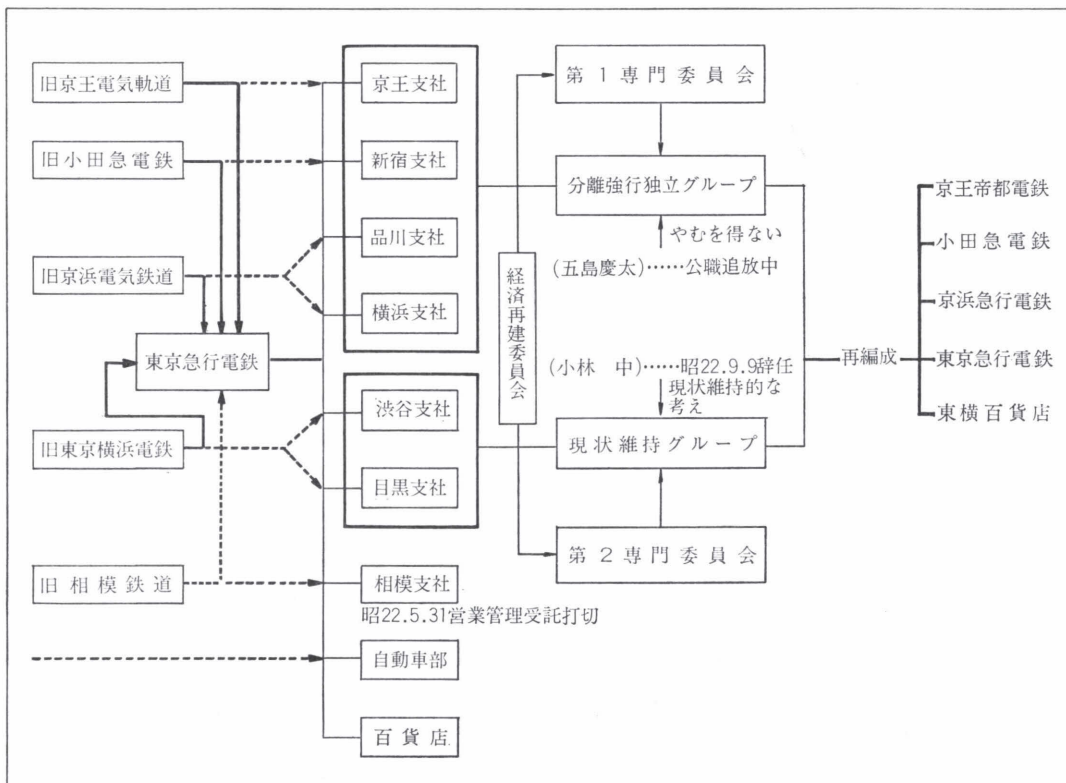 旧京王電気軌道
旧小田急電鉄
旧京浜電気鉄道
東京急行電鉄
旧東京横浜電鉄
旧相模鉄道
京王支社
新宿支社
品川支社
横浜支社
渋谷支社
目黒支社
相模支社
昭22.5.31営業管理受託打切
自動車部
百貨店
経済再建委員会
第1専門委員会
分離強行独立グループ
やむを得ない
(五島慶太)……公職追放中
(小林 中)……昭22.9.9辞任
現状維持的な
考え
現状維持グループ
第2専門委員会
再編成
京王帝都電鉄
小田急電鉄
京浜急行電鉄
東京急行電鉄
東横百貨店